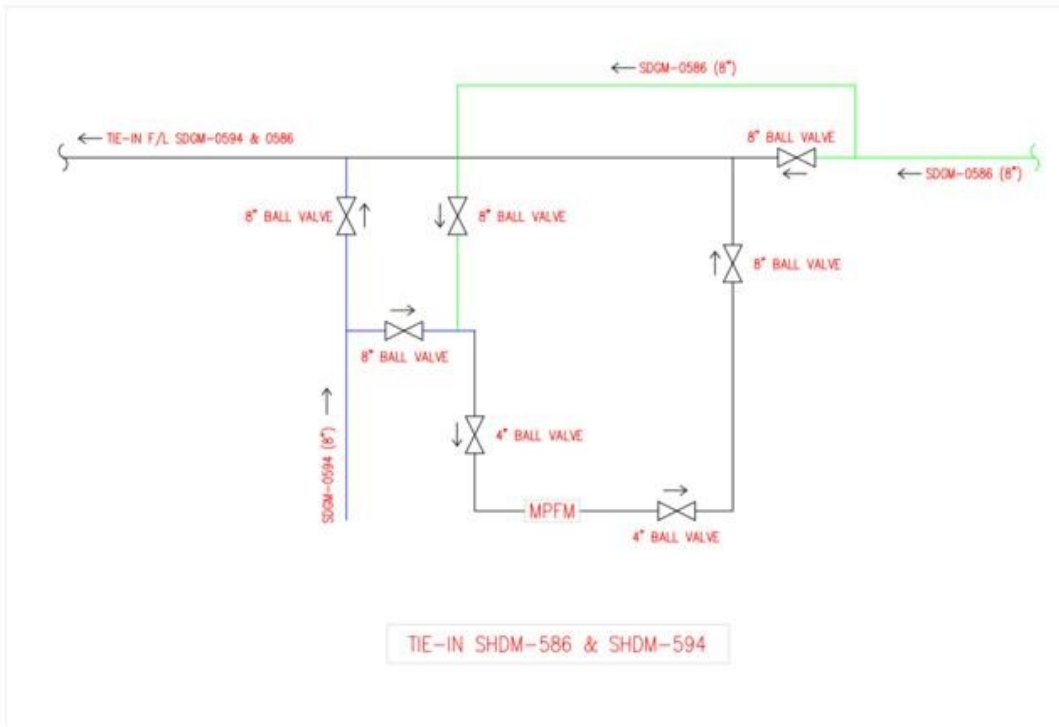 SDGM-0586 (8")
TIE-IN F/L SDGM-0594 & 0586
8" BALL VALVE
SDGM-0586 (8")
8" BALL VALVE
8" BALL VALVE
8" BALL VALVE
8" BALL VALVE
SDGM-0594 (8")
4" BALL VALVE
MPFM
4" BALL VALVE
TIE-IN SHDM-586 & SHDM-594